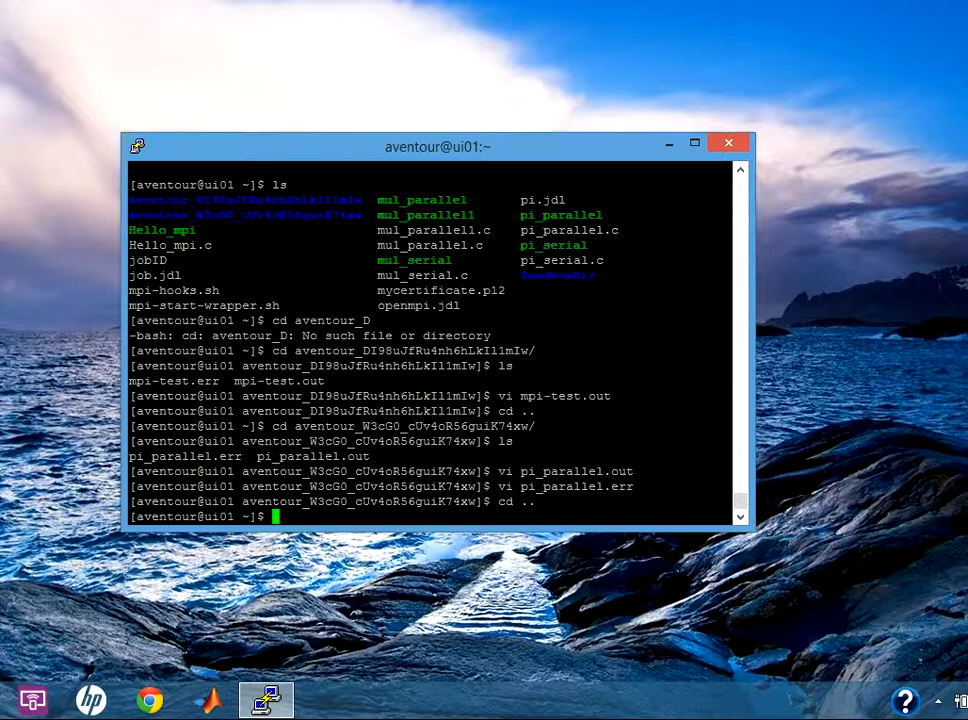 aventour@ui01:~
[aventour@ui01 ~]$ ls
aventour_DI98uJfRu4nh6hLkIl1mIw mul_parallel pi.jdl
aventour_W3cG0_cUv4oR56guiK74xw mul_parallel1 pi_parallel
Hello_mpi mul_parallel1.c pi_parallel.c
Hello_mpi.c mul_parallel.c pi_serial
jobID mul_serial pi_serial.c
job.jdl mul_serial.c
mpi-hooks.sh mycertificate.p12
mpi-start-wrapper.sh openmpi.jdl
[aventour@ui01 ~]$ cd aventour_D
-bash: cd: aventour_D: No such file or directory
[aventour@ui01 ~]$ cd aventour_DI98uJfRu4nh6hLkIl1mIw/
[aventour@ui01 aventour_DI98uJfRu4nh6hLkIl1mIw]$ ls
mpi-test.err mpi-test.out
[aventour@ui01 aventour_DI98uJfRu4nh6hLkIl1mIw]$ vi mpi-test.out
[aventour@ui01 aventour_DI98uJfRu4nh6hLkIl1mIw]$ cd ..
[aventour@ui01 ~]$ cd aventour_W3cG0_cUv4oR56guiK74xw/
[aventour@ui01 aventour_W3cG0_cUv4oR56guiK74xw]$ ls
pi_parallel.err pi_parallel.out
[aventour@ui01 aventour_W3cG0_cUv4oR56guiK74xw]$ vi pi_parallel.out
[aventour@ui01 aventour_W3cG0_cUv4oR56guiK74xw]$ vi pi_parallel.err
[aventour@ui01 aventour_W3cG0_cUv4oR56guiK74xw]$ cd ..
[aventour@ui01 ~]$
hp
?